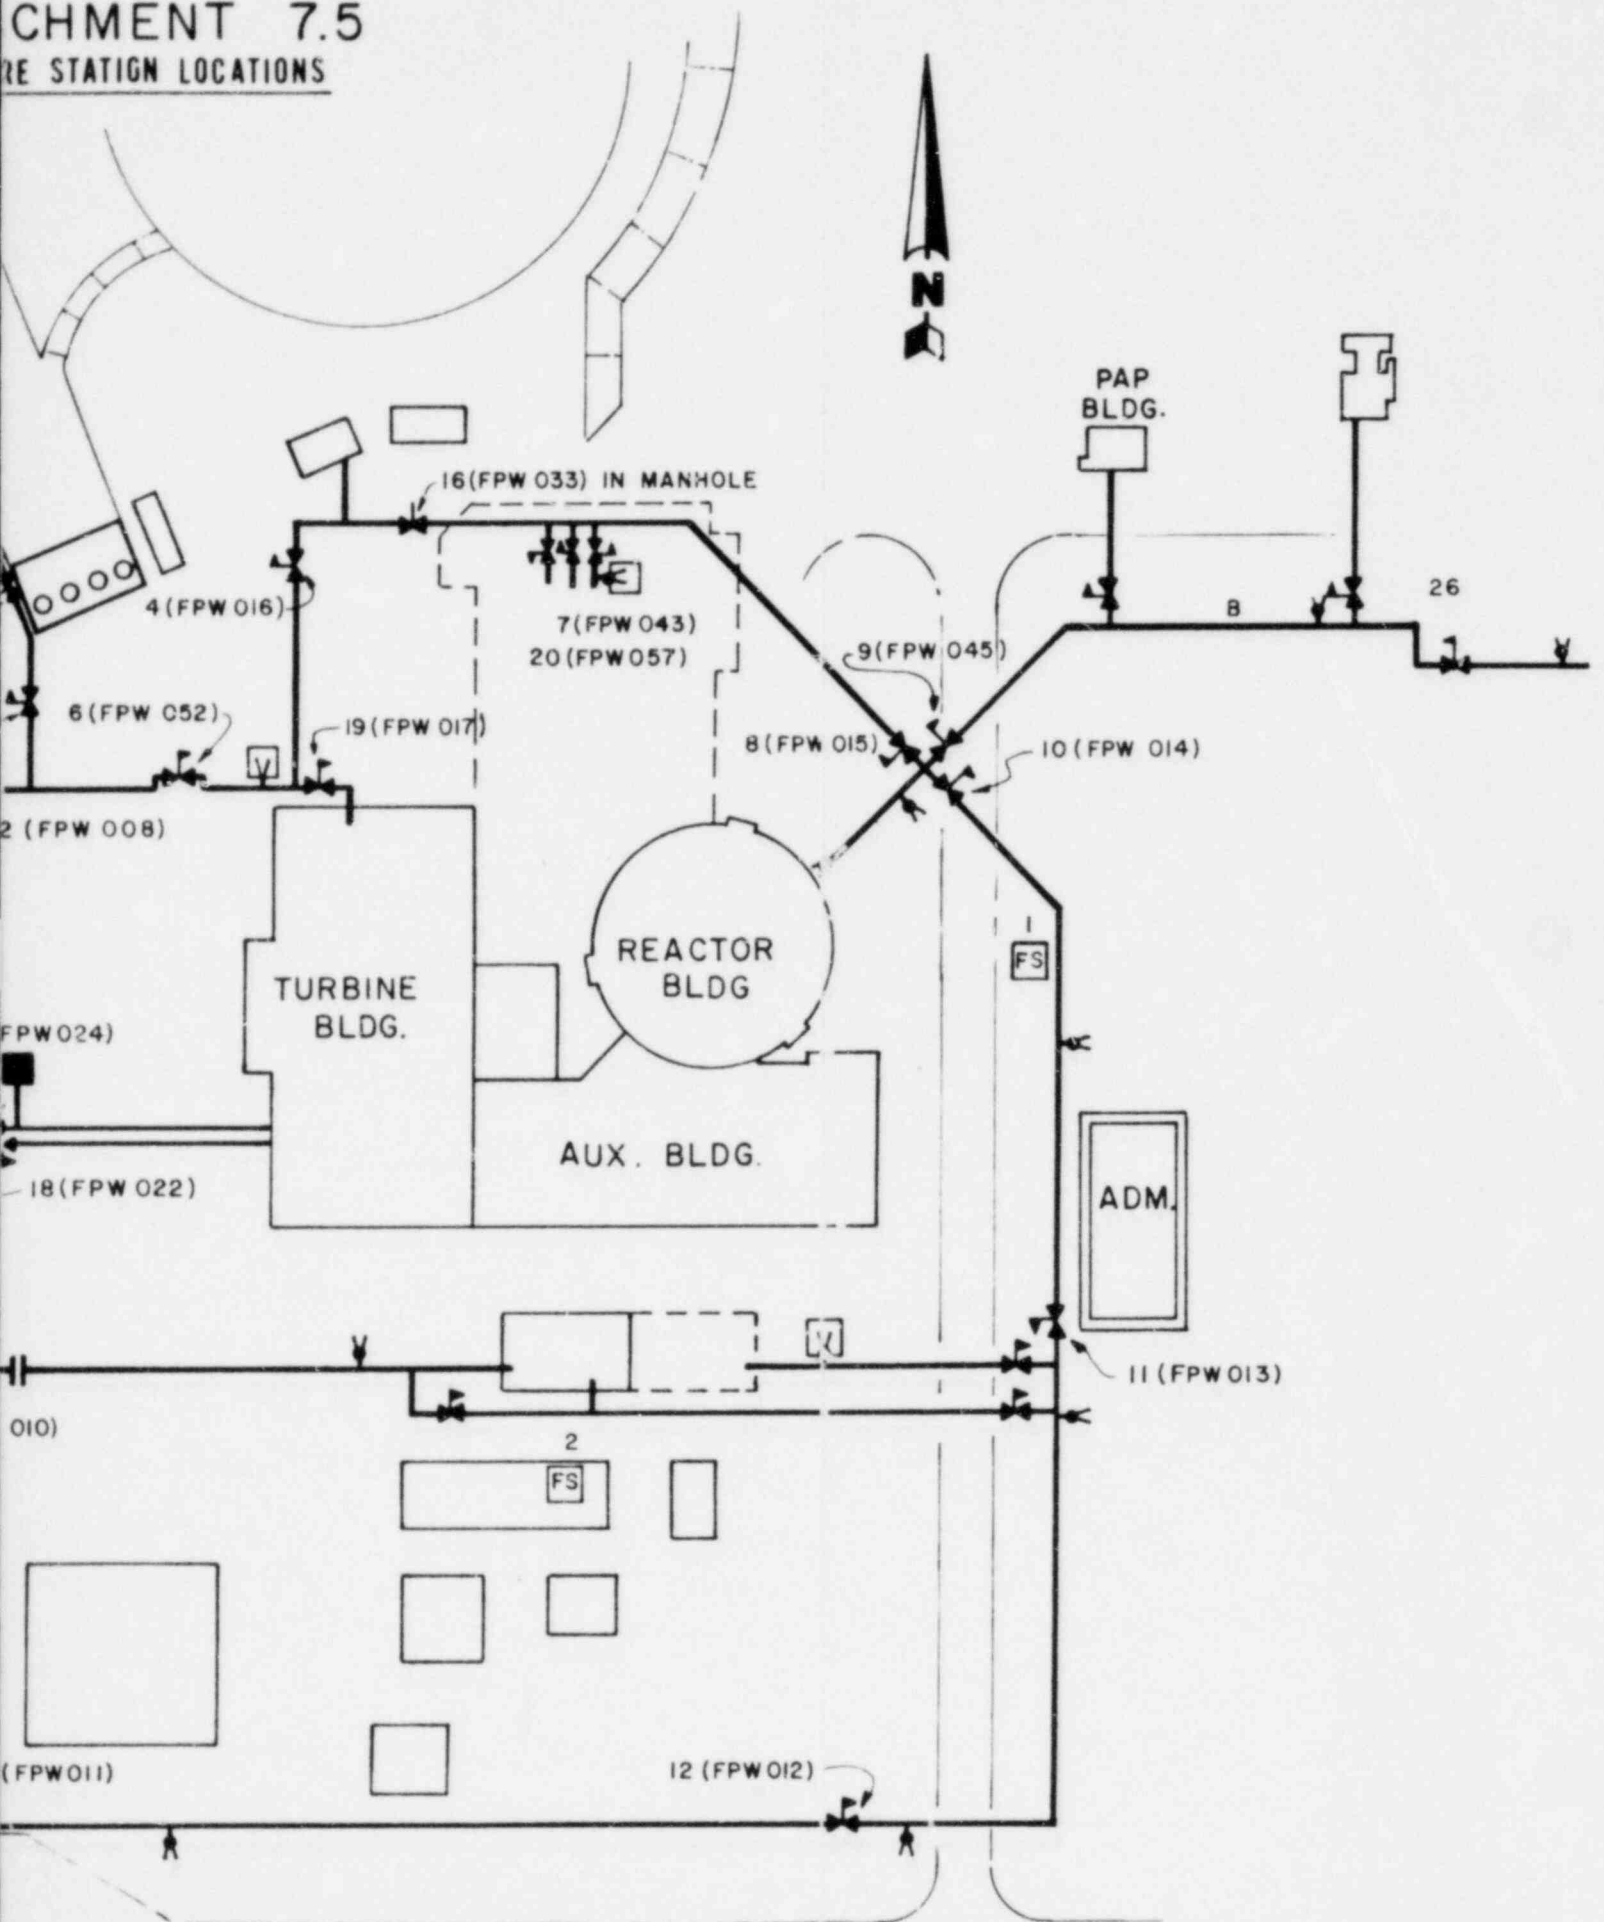 CHMENT 7.5
RE STATION LOCATIONS
N
PAP
BLDG.
16(FPW 033) IN MANHOLE
4(FPW 016)
7(FPW 043)
20(FPW 057)
B
26
9(FPW 045)
6(FPW 052)
19(FPW 017)
8(FPW 015)
10(FPW 014)
2 (FPW 008)
1
FS
REACTOR
BLDG
TURBINE
BLDG.
FPW 024)
AUX. BLDG.
18(FPW 022)
ADM.
11(FPW 013)
010)
2
FS
(FPW 011)
12(FPW 012)